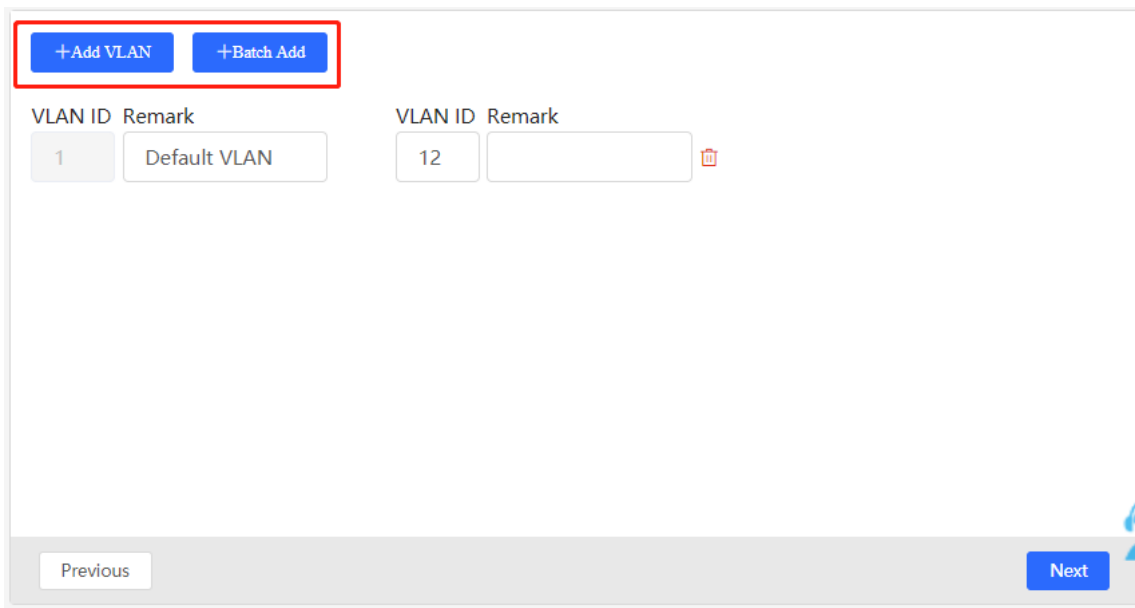 +Add VLAN +Batch Add
VLAN ID Remark VLAN ID Remark
1 Default VLAN 12
Previous Next